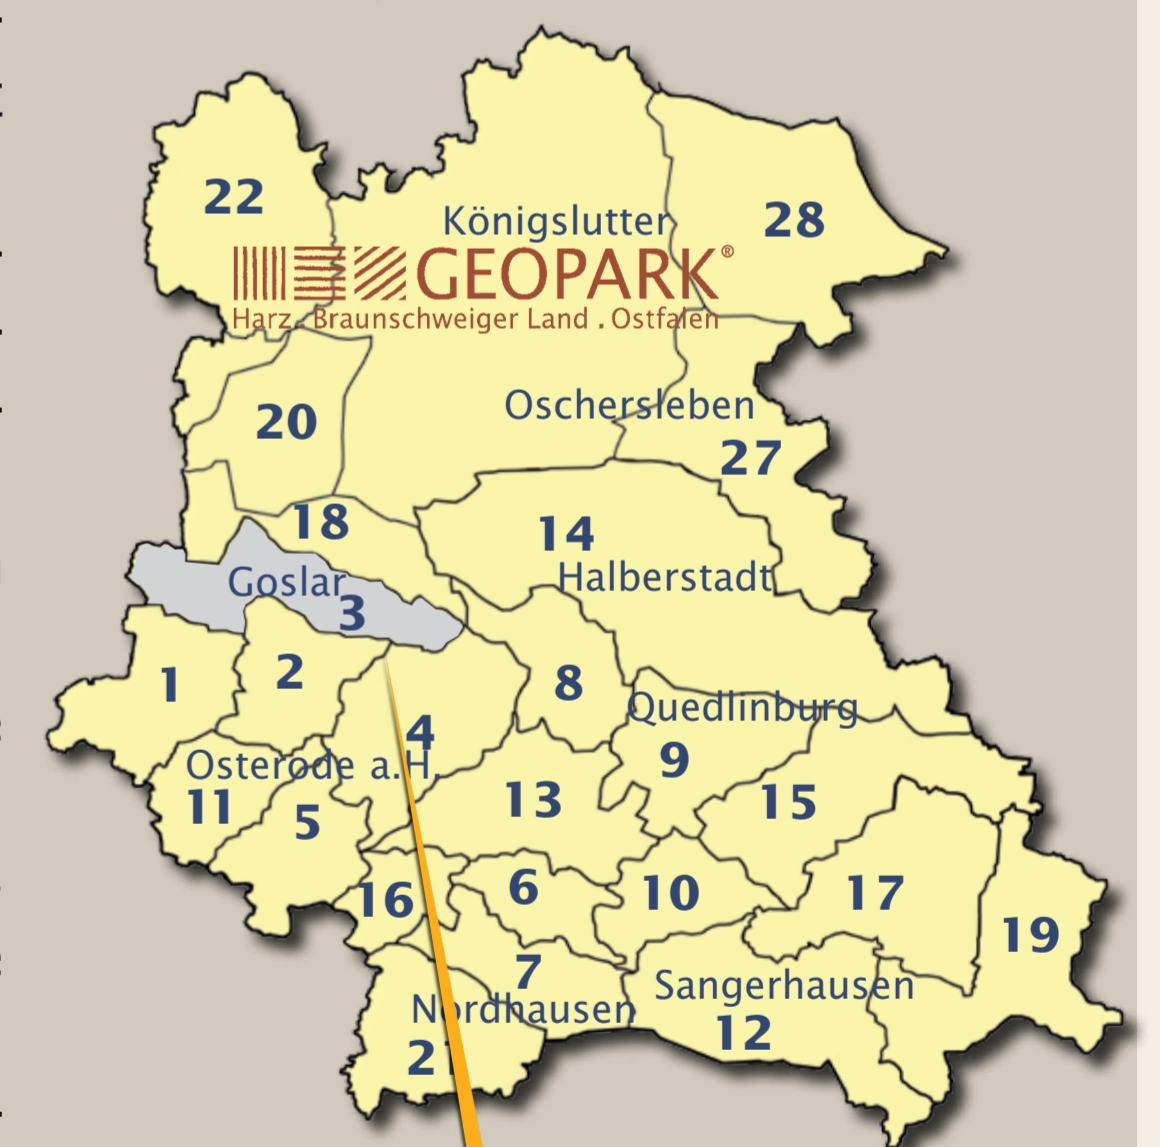 22
28
Königslutter
GEOPARK®
Harz . Braunschweiger Land . Ostfalen
Oschersleben
20
27
18
14
Halberstadt
Goslar
3
1
2
8
Quedlinburg
4
9
Osterode a.H.
11
5
13
15
16
6
10
17
19
7
Sangerhausen
Nordhausen
12
21